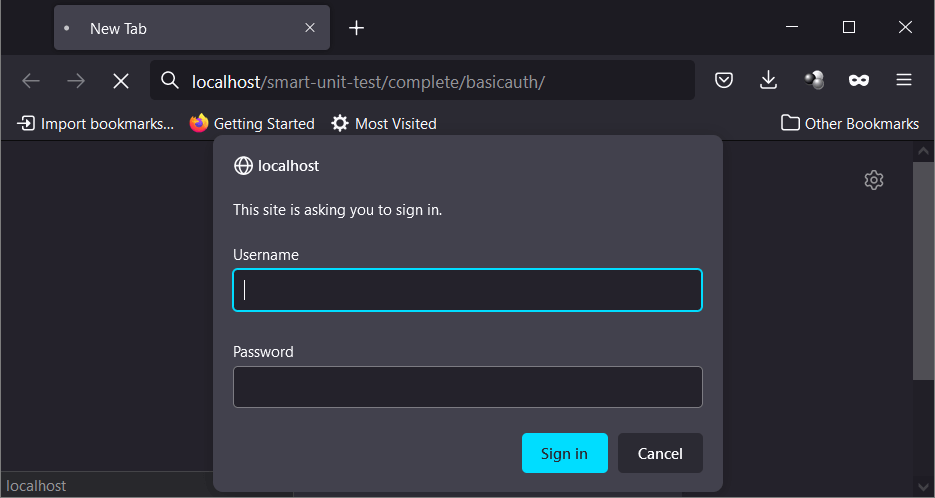 New Tab
localhost/smart-unit-test/complete/basicauth/
Import bookmarks... Getting Started Most Visited Other Bookmarks
localhost
This site is asking you to sign in.
Username
Password
Sign in Cancel
localhost